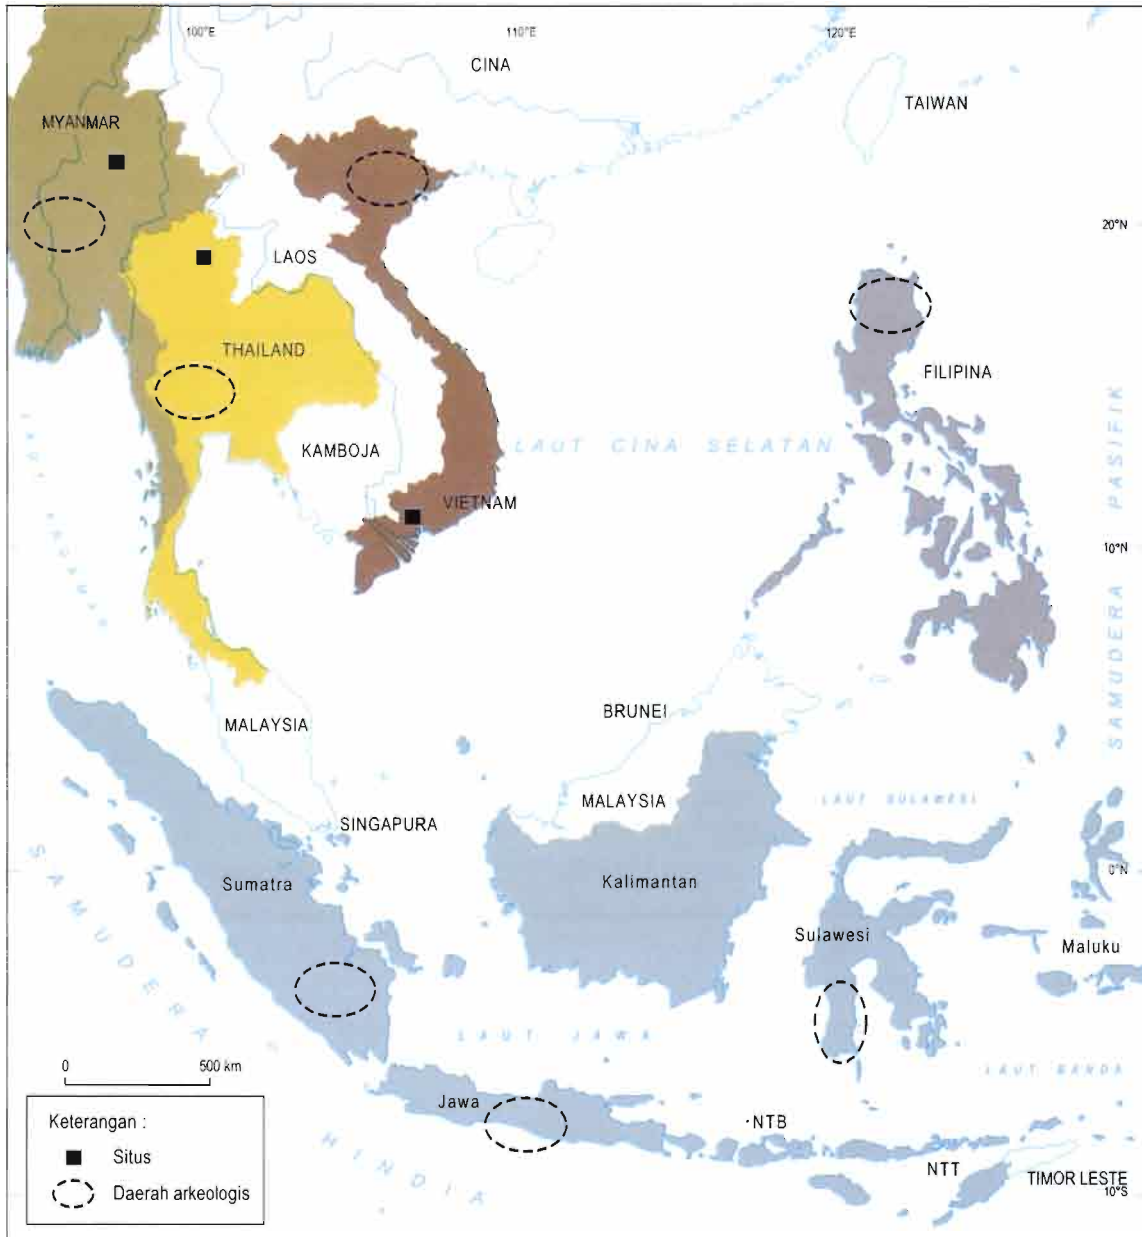 100°E
110°E
120°E
CINA
TAIWAN
MYANMAR
20°N
LAOS
THAILAND
FILIPINA
KAMBOJA
LAUT CINA SELATAN
VIETNAM
LAUT ANDAMAN
10°N
SAMUDERA PASIFIK
MALAYSIA
BRUNEI
MALAYSIA
LAUT SULAWESI
SINGAPURA
Sumatra
Kalimantan
0°N
Sulawesi
Maluku
SAMUDERA HINDIA
LAUT JAWA
LAUT BANDA
0 500 km
Jawa
NTB
NTT
TIMOR LESTE
10°S
Keterangan :
Situs
Daerah arkeologis